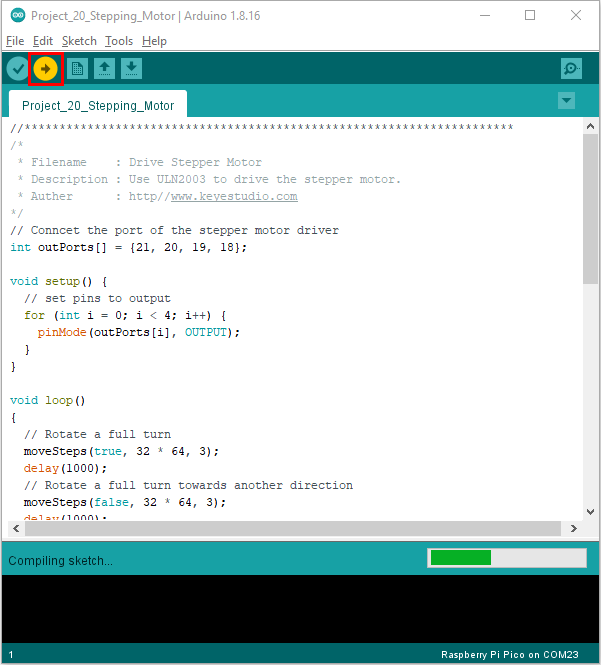 Project_20_Stepping_Motor | Arduino 1.8.16
File Edit Sketch Tools Help
Project_20_Stepping_Motor
//**********************************************************************
/*
 * Filename    : Drive Stepper Motor
 * Description : Use ULN2003 to drive the stepper motor.
 * Auther      : http//www.keyestudio.com
*/
// Conncet the port of the stepper motor driver
int outPorts[] = {21, 20, 19, 18};
void setup() {
  // set pins to output
  for (int i = 0; i < 4; i++) {
    pinMode(outPorts[i], OUTPUT);
  }
}
void loop()
{
  // Rotate a full turn
  moveSteps(true, 32 * 64, 3);
  delay(1000);
  // Rotate a full turn towards another direction
  moveSteps(false, 32 * 64, 3);
  delay(1000);
Compiling sketch...
1 Raspberry Pi Pico on COM23